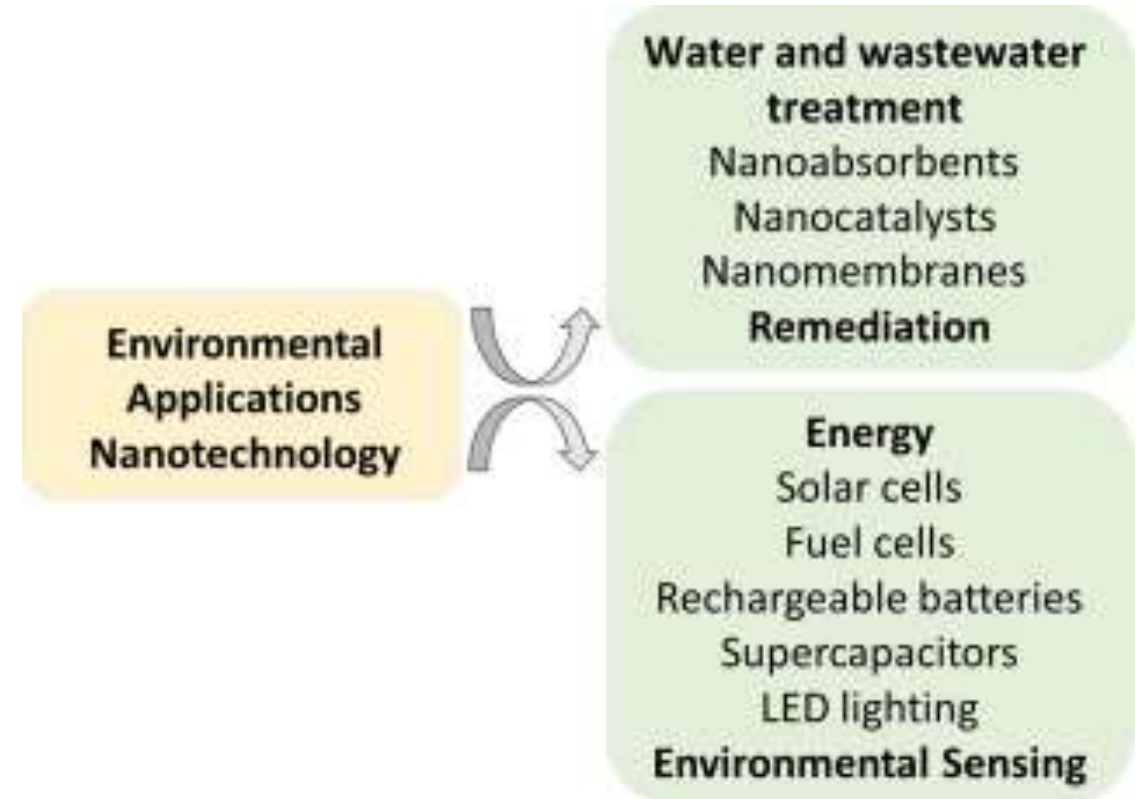 Environmental
Applications
Nanotechnology
Water and wastewater
treatment
Nanoabsorbents
Nanocatalysts
Nanomembranes
Remediation
Energy
Solar cells
Fuel cells
Rechargeable batteries
Supercapacitors
LED lighting
Environmental Sensing